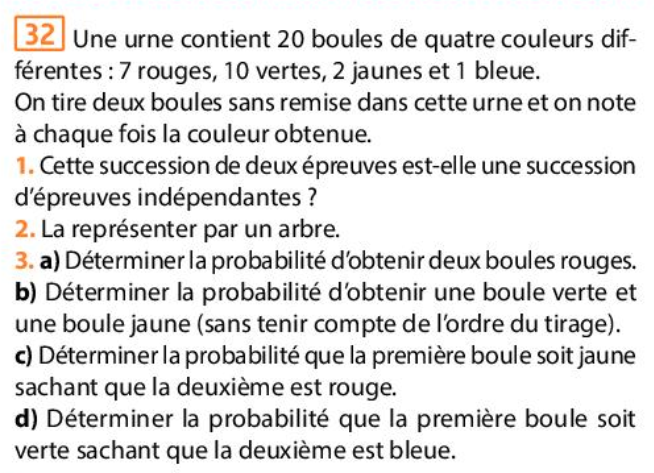 32 Une urne contient 20 boules de quatre couleurs dif-
férentes : 7 rouges, 10 vertes, 2 jaunes et 1 bleue.
On tire deux boules sans remise dans cette urne et on note
à chaque fois la couleur obtenue.
1. Cette succession de deux épreuves est-elle une succession
d'épreuves indépendantes ?
2. La représenter par un arbre.
3. a) Déterminer la probabilité d'obtenir deux boules rouges.
b) Déterminer la probabilité d'obtenir une boule verte et
une boule jaune (sans tenir compte de l'ordre du tirage).
c) Déterminer la probabilité que la première boule soit jaune
sachant que la deuxième est rouge.
d) Déterminer la probabilité que la première boule soit
verte sachant que la deuxième est bleue.